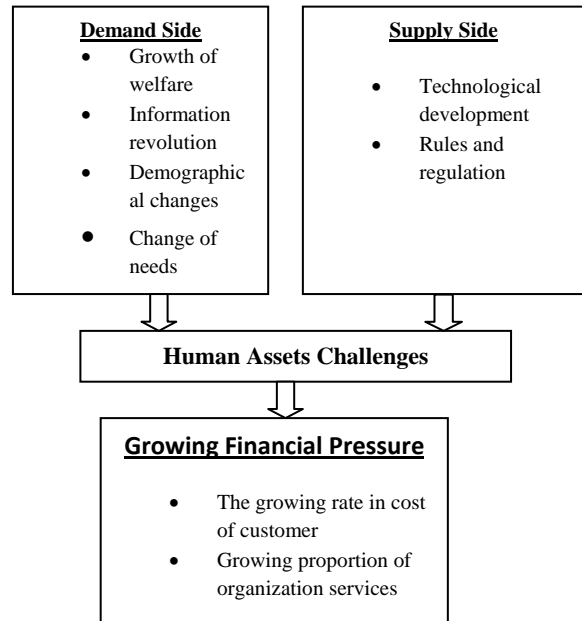 Demand Side
• Growth of
welfare
• Information
revolution
• Demographic
al changes
• Change of
needs
Supply Side
• Technological
development
• Rules and
regulation
Human Assets Challenges
Growing Financial Pressure
• The growing rate in cost
of customer
• Growing proportion of
organization services